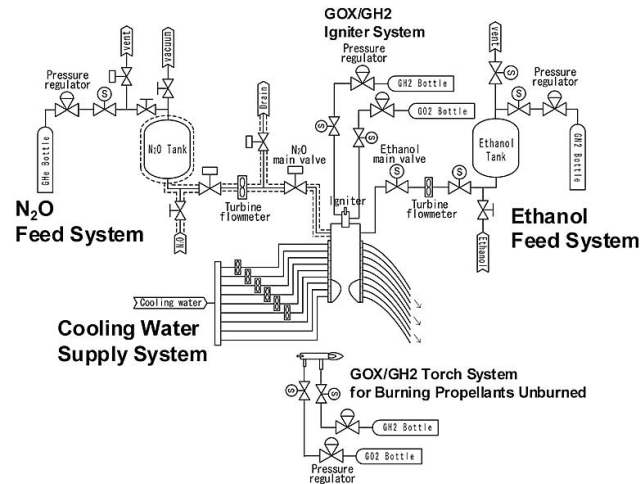 GOX/GH2
Igniter System
vent
vacuum
vent
Pressure
regulator
Pressure
regulator
Pressure
regulator
GH2 Bottle
GO2 Bottle
GHe Bottle
N2O Tank
Drain
N2O
main valve
Ethanol
main valve
Ethanol
Tank
GN2 Bottle
Igniter
Turbine
flowmeter
Turbine
flowmeter
N2O
Ethanol
N2O
Feed System
Ethanol
Feed System
Cooling water
Cooling Water
Supply System
GOX/GH2 Torch System
for Burning Propellants Unburned
GH2 Bottle
GO2 Bottle
Pressure
regulator
S
S
S
S
S
S
S
S
S